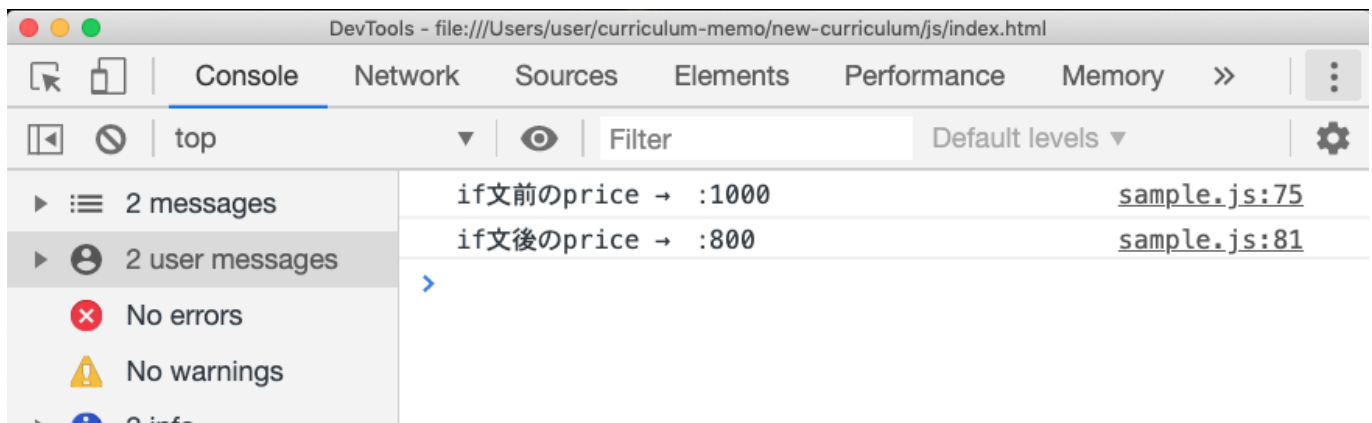 DevTools - file:///Users/user/curriculum-memo/new-curriculum/js/index.html
Console Network Sources Elements Performance Memory »
top ▼ Filter Default levels ▼
2 messages
2 user messages
No errors
No warnings
if文前のprice → :1000 sample.js:75
if文後のprice → :800 sample.js:81
>